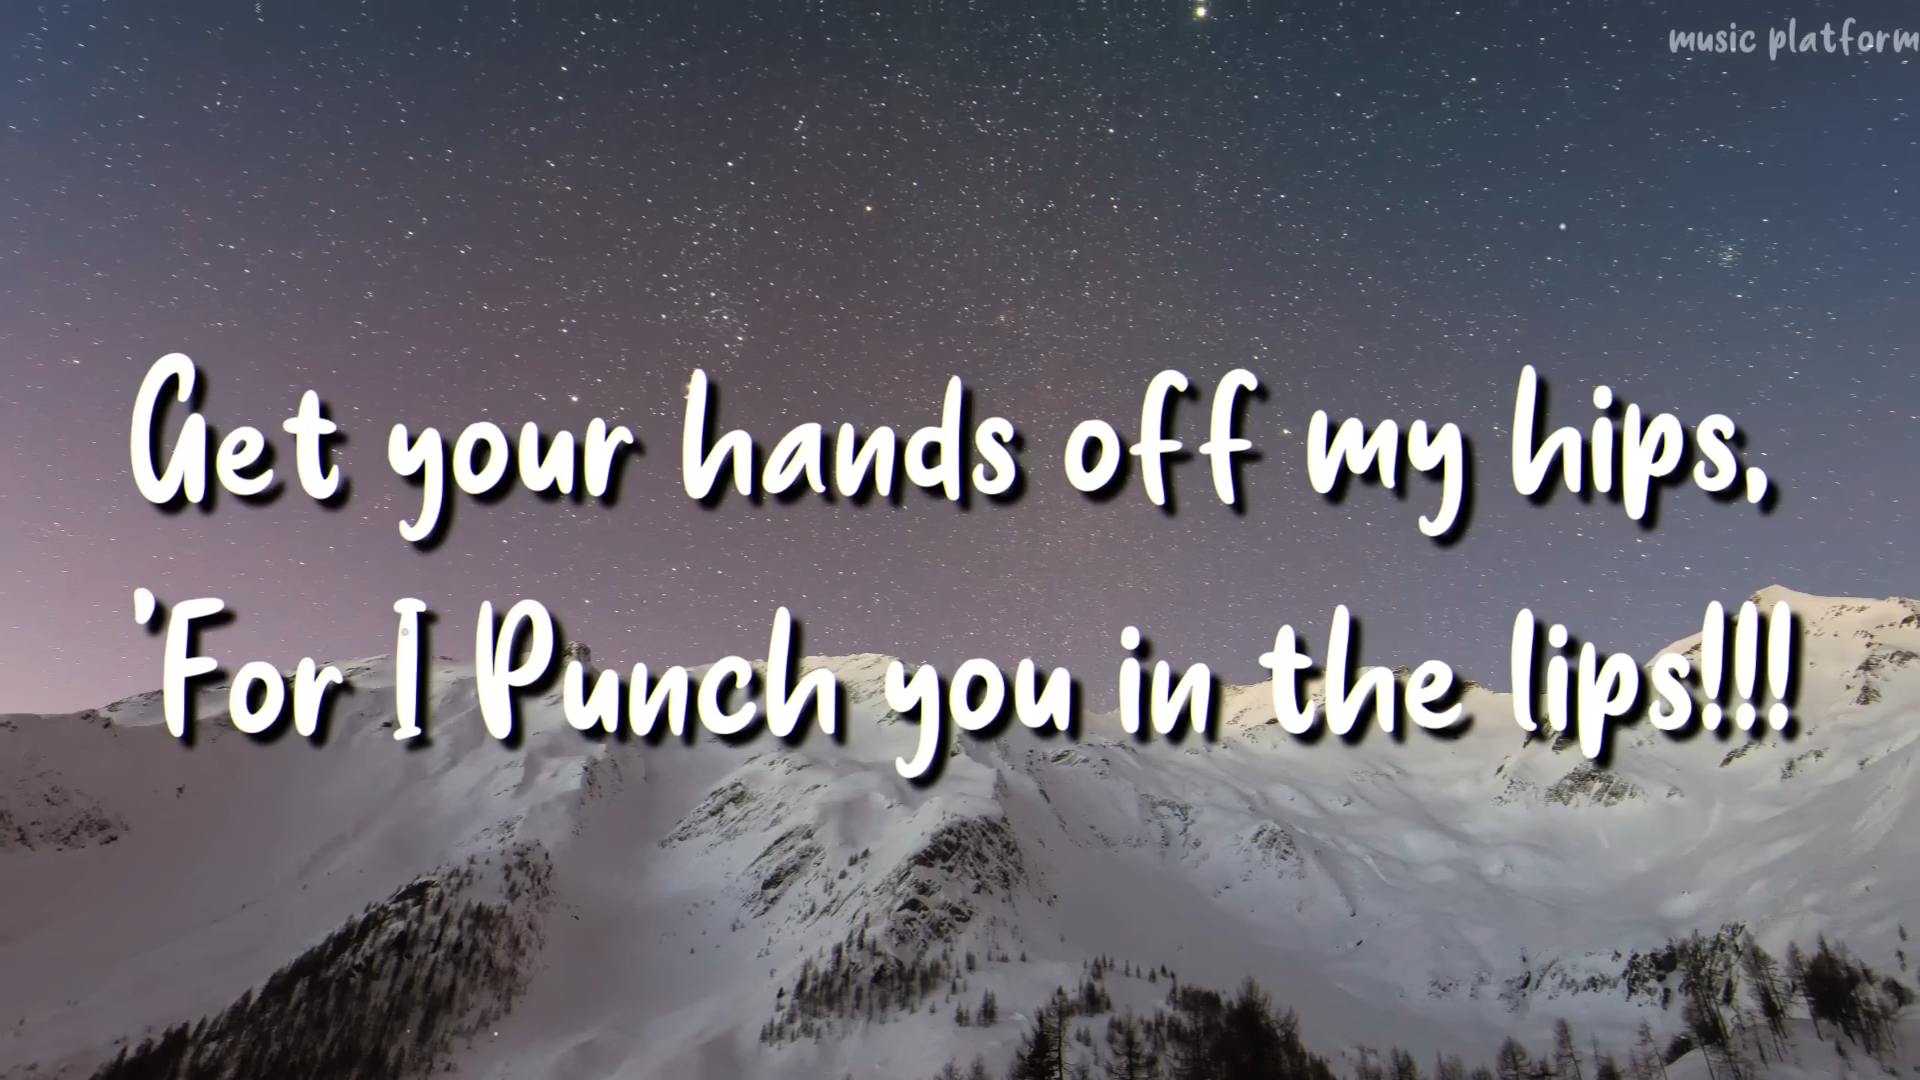 music platform
Get your hands off my hips,
'For I Punch you in the lips!!!